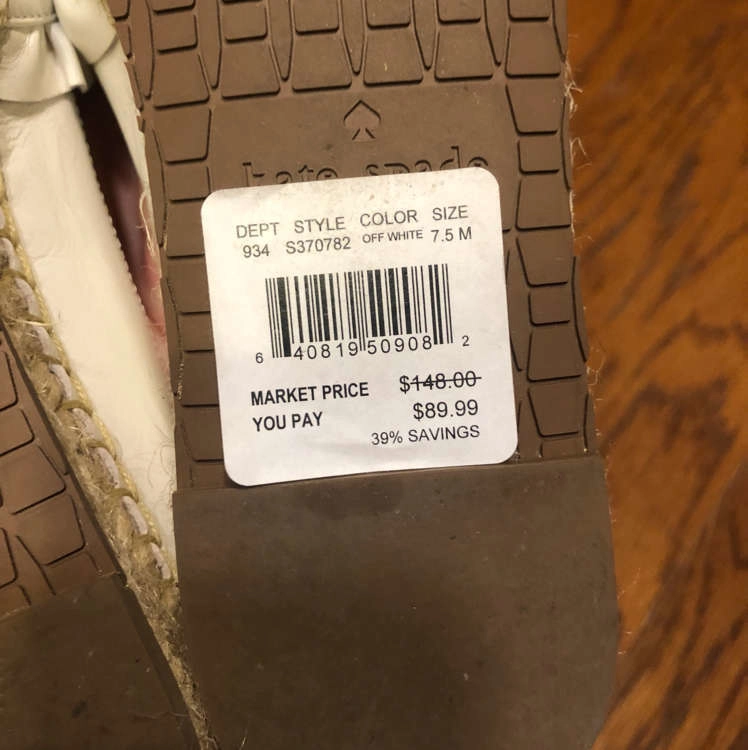 kate spade
DEPT STYLE COLOR SIZE
934 S370782 OFF WHITE 7.5 M
6 40819 50908 2
MARKET PRICE $148.00
YOU PAY $89.99
39% SAVINGS